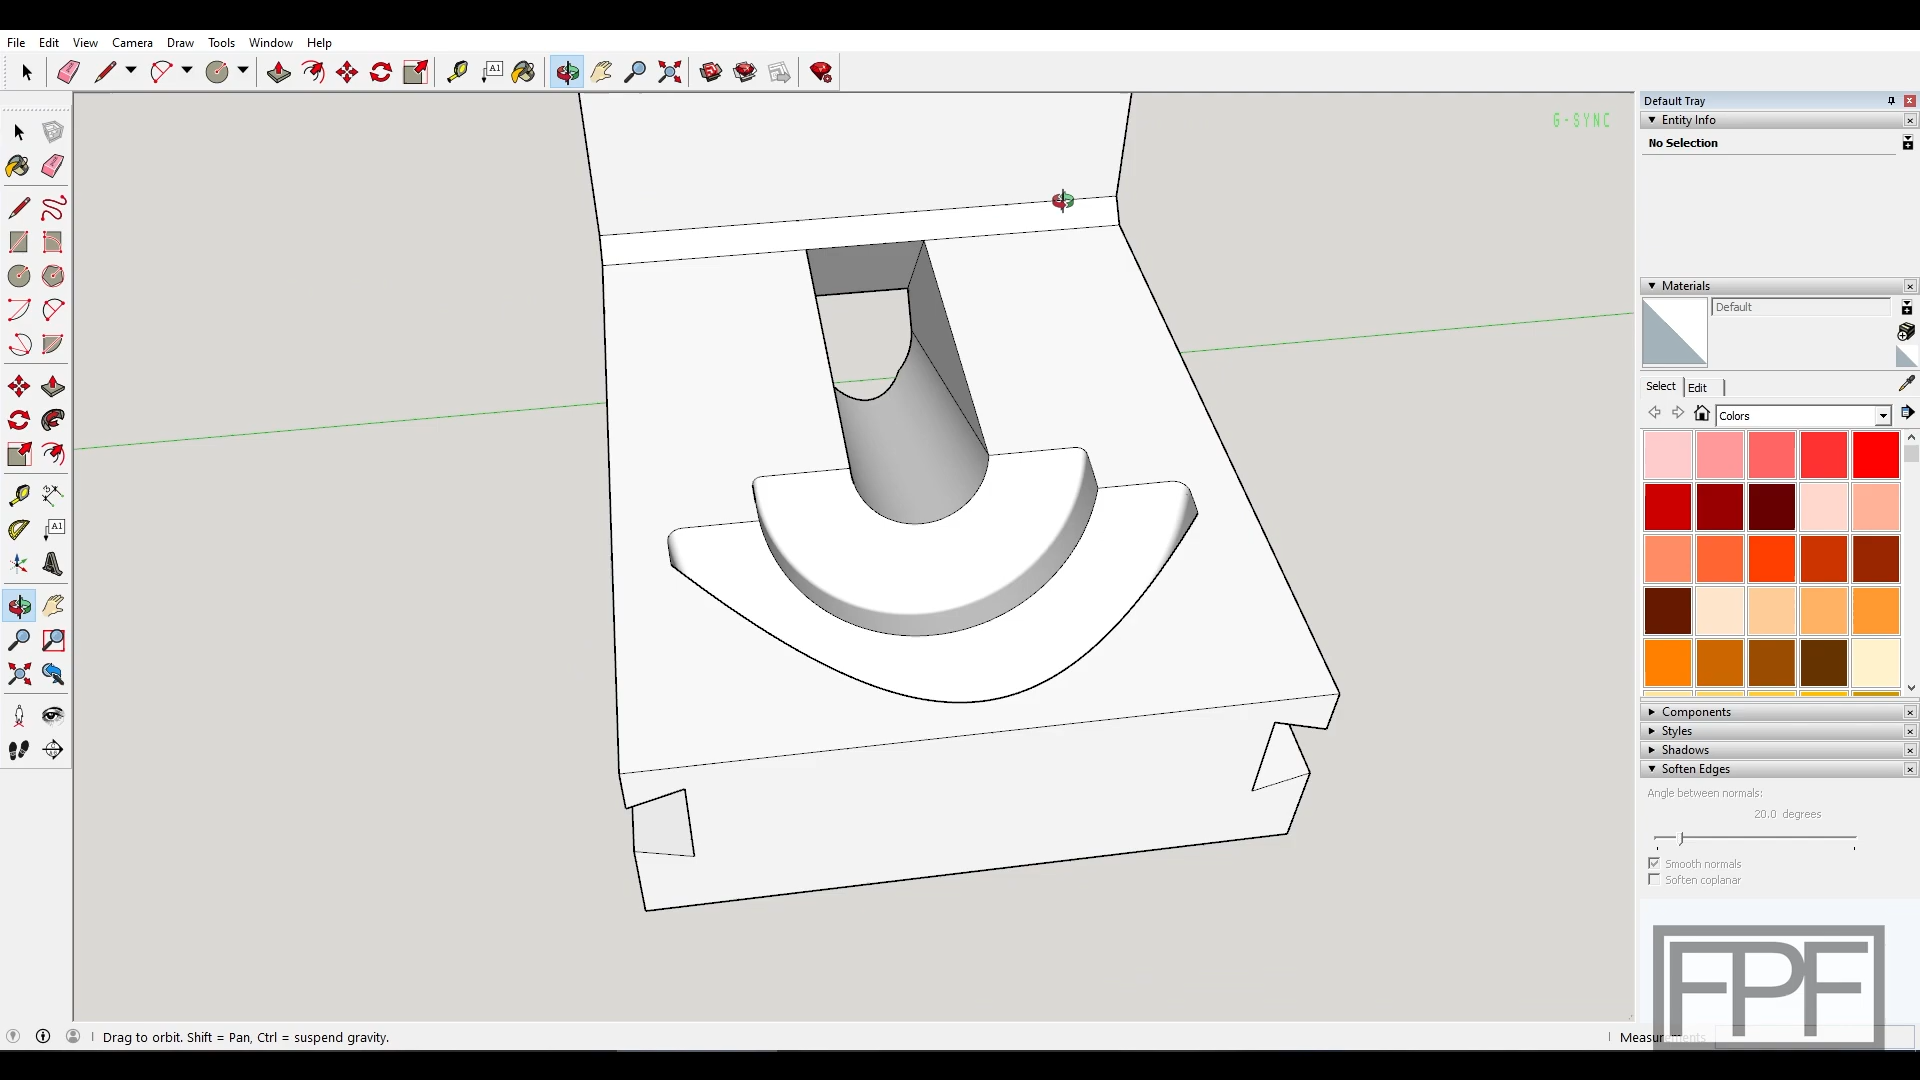 File Edit View Camera Draw Tools Window Help
A1
G-SYNC
Default Tray
Entity Info
No Selection
Materials
Default
Select Edit
Colors
A1
Components
Styles
Shadows
Soften Edges
Angle between normals:
20.0 degrees
Smooth normals
Soften coplanar
FPF
Drag to orbit. Shift = Pan, Ctrl = suspend gravity.
Measurements